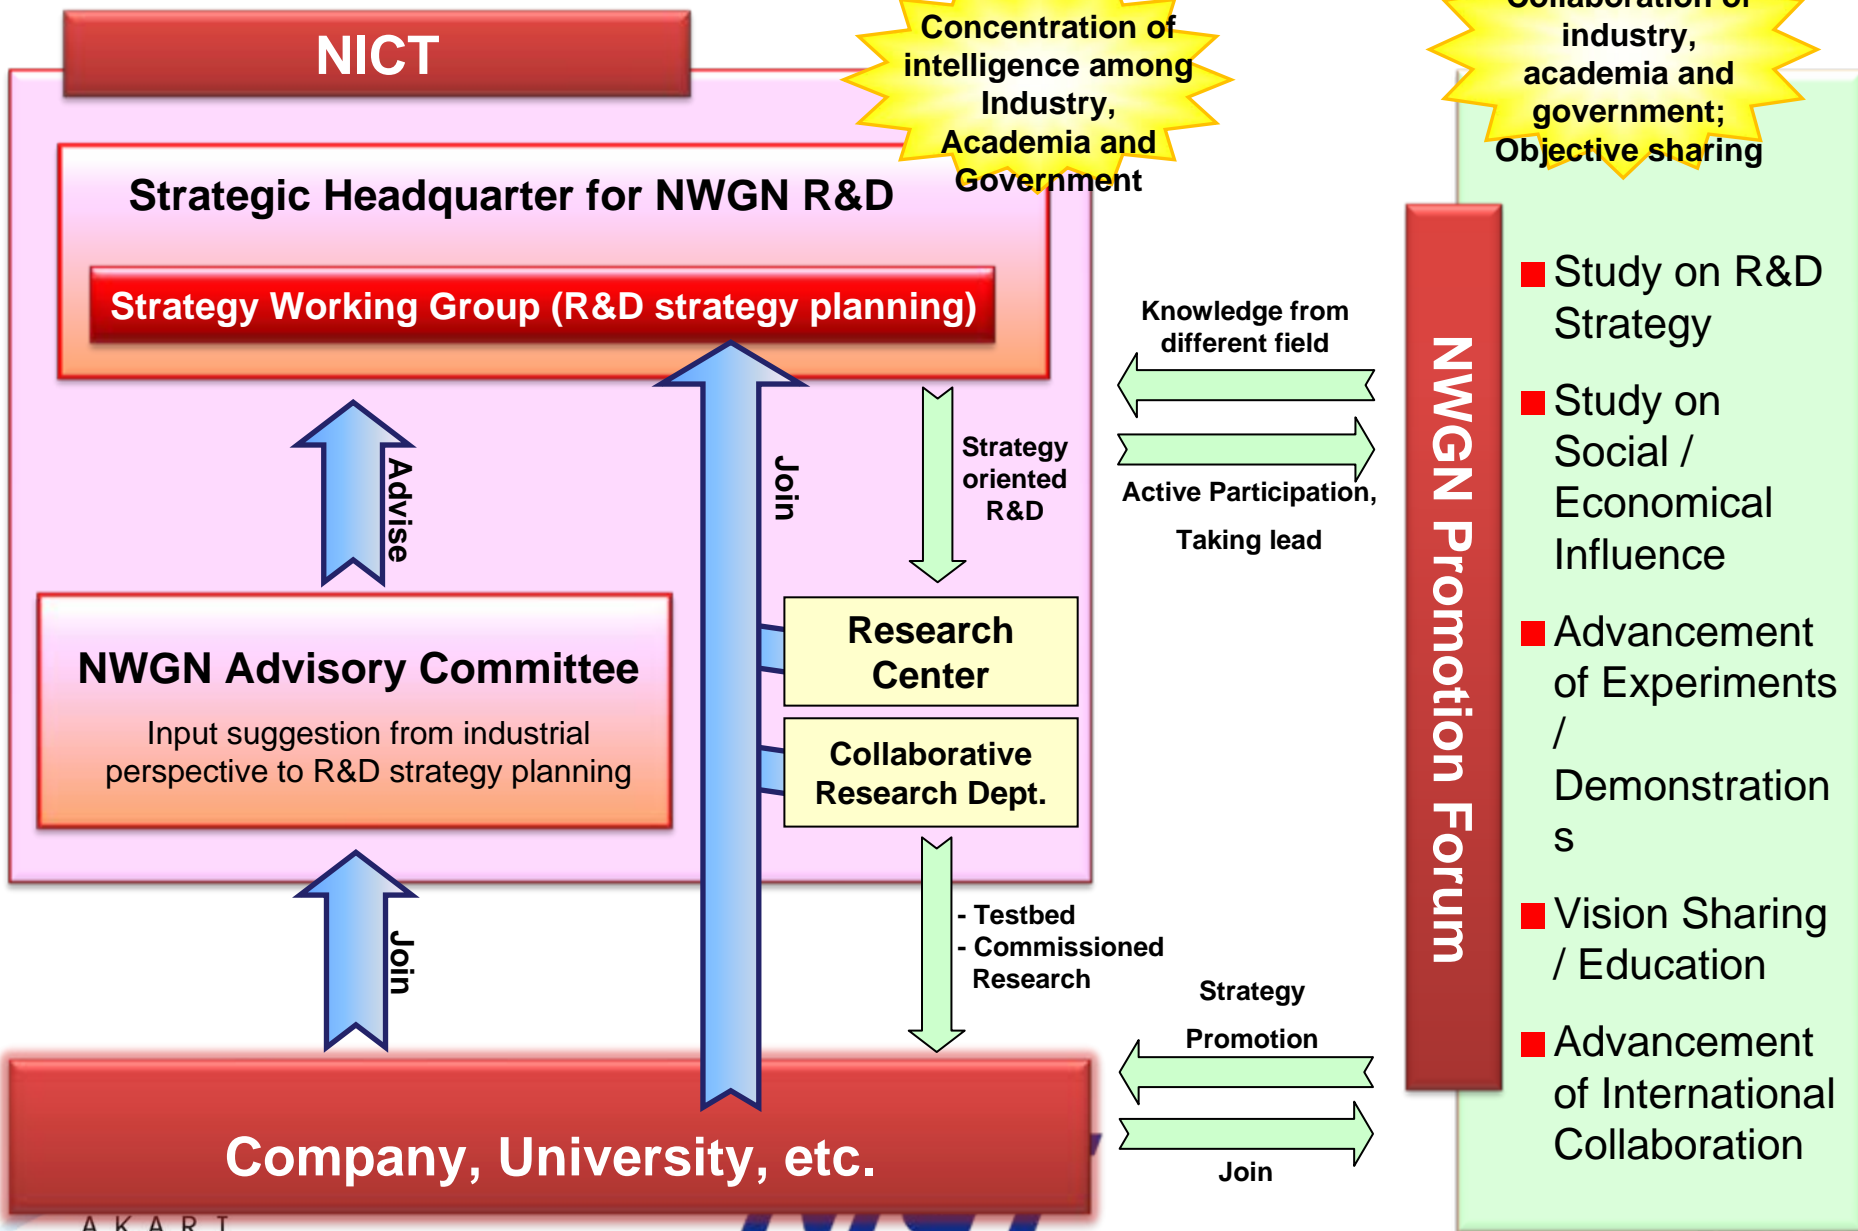 NICT
Concentration of
intelligence among
Industry,
Academia and
Government
Collaboration of
industry,
academia and
government;
Objective sharing
Strategic Headquarter for NWGN R&D
Strategy Working Group (R&D strategy planning)
Advise
Join
Strategy
oriented
R&D
Knowledge from
different field
Active Participation,
Taking lead
NWGN Advisory Committee
Input suggestion from industrial
perspective to R&D strategy planning
Research
Center
Collaborative
Research Dept.
Join
- Testbed
- Commissioned
Research
Strategy
Promotion
Join
Company, University, etc.
NWGN Promotion Forum
Study on R&D
Strategy
Study on
Social /
Economical
Influence
Advancement
of Experiments
/
Demonstration
s
Vision Sharing
/ Education
Advancement
of International
Collaboration
AKARI